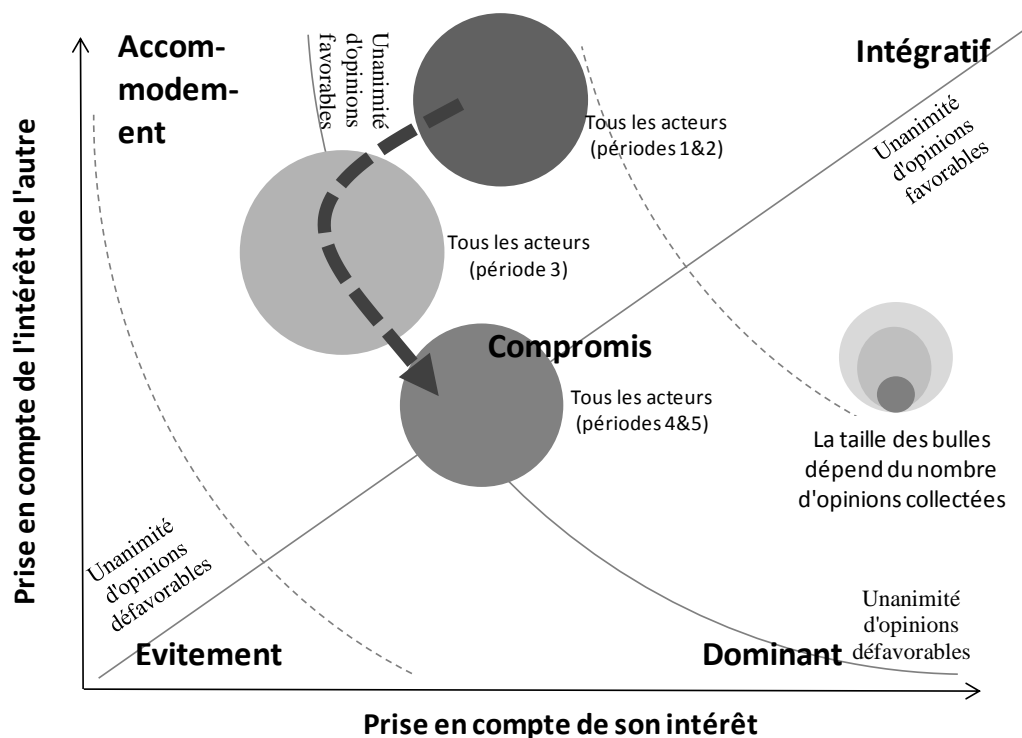 Accom-
modem-
ent
Unanimité
d'opinions
favorables
Intégratif
Unanimité
d'opinions
favorables
Tous les acteurs
(périodes 1&2)
Tous les acteurs
(période 3)
Compromis
Tous les acteurs
(périodes 4&5)
La taille des bulles
dépend du nombre
d'opinions collectées
Prise en compte de l'intérêt de l'autre
Unanimité
d'opinions
défavorables
Evitement
Dominant
Unanimité
d'opinions
défavorables
Prise en compte de son intérêt